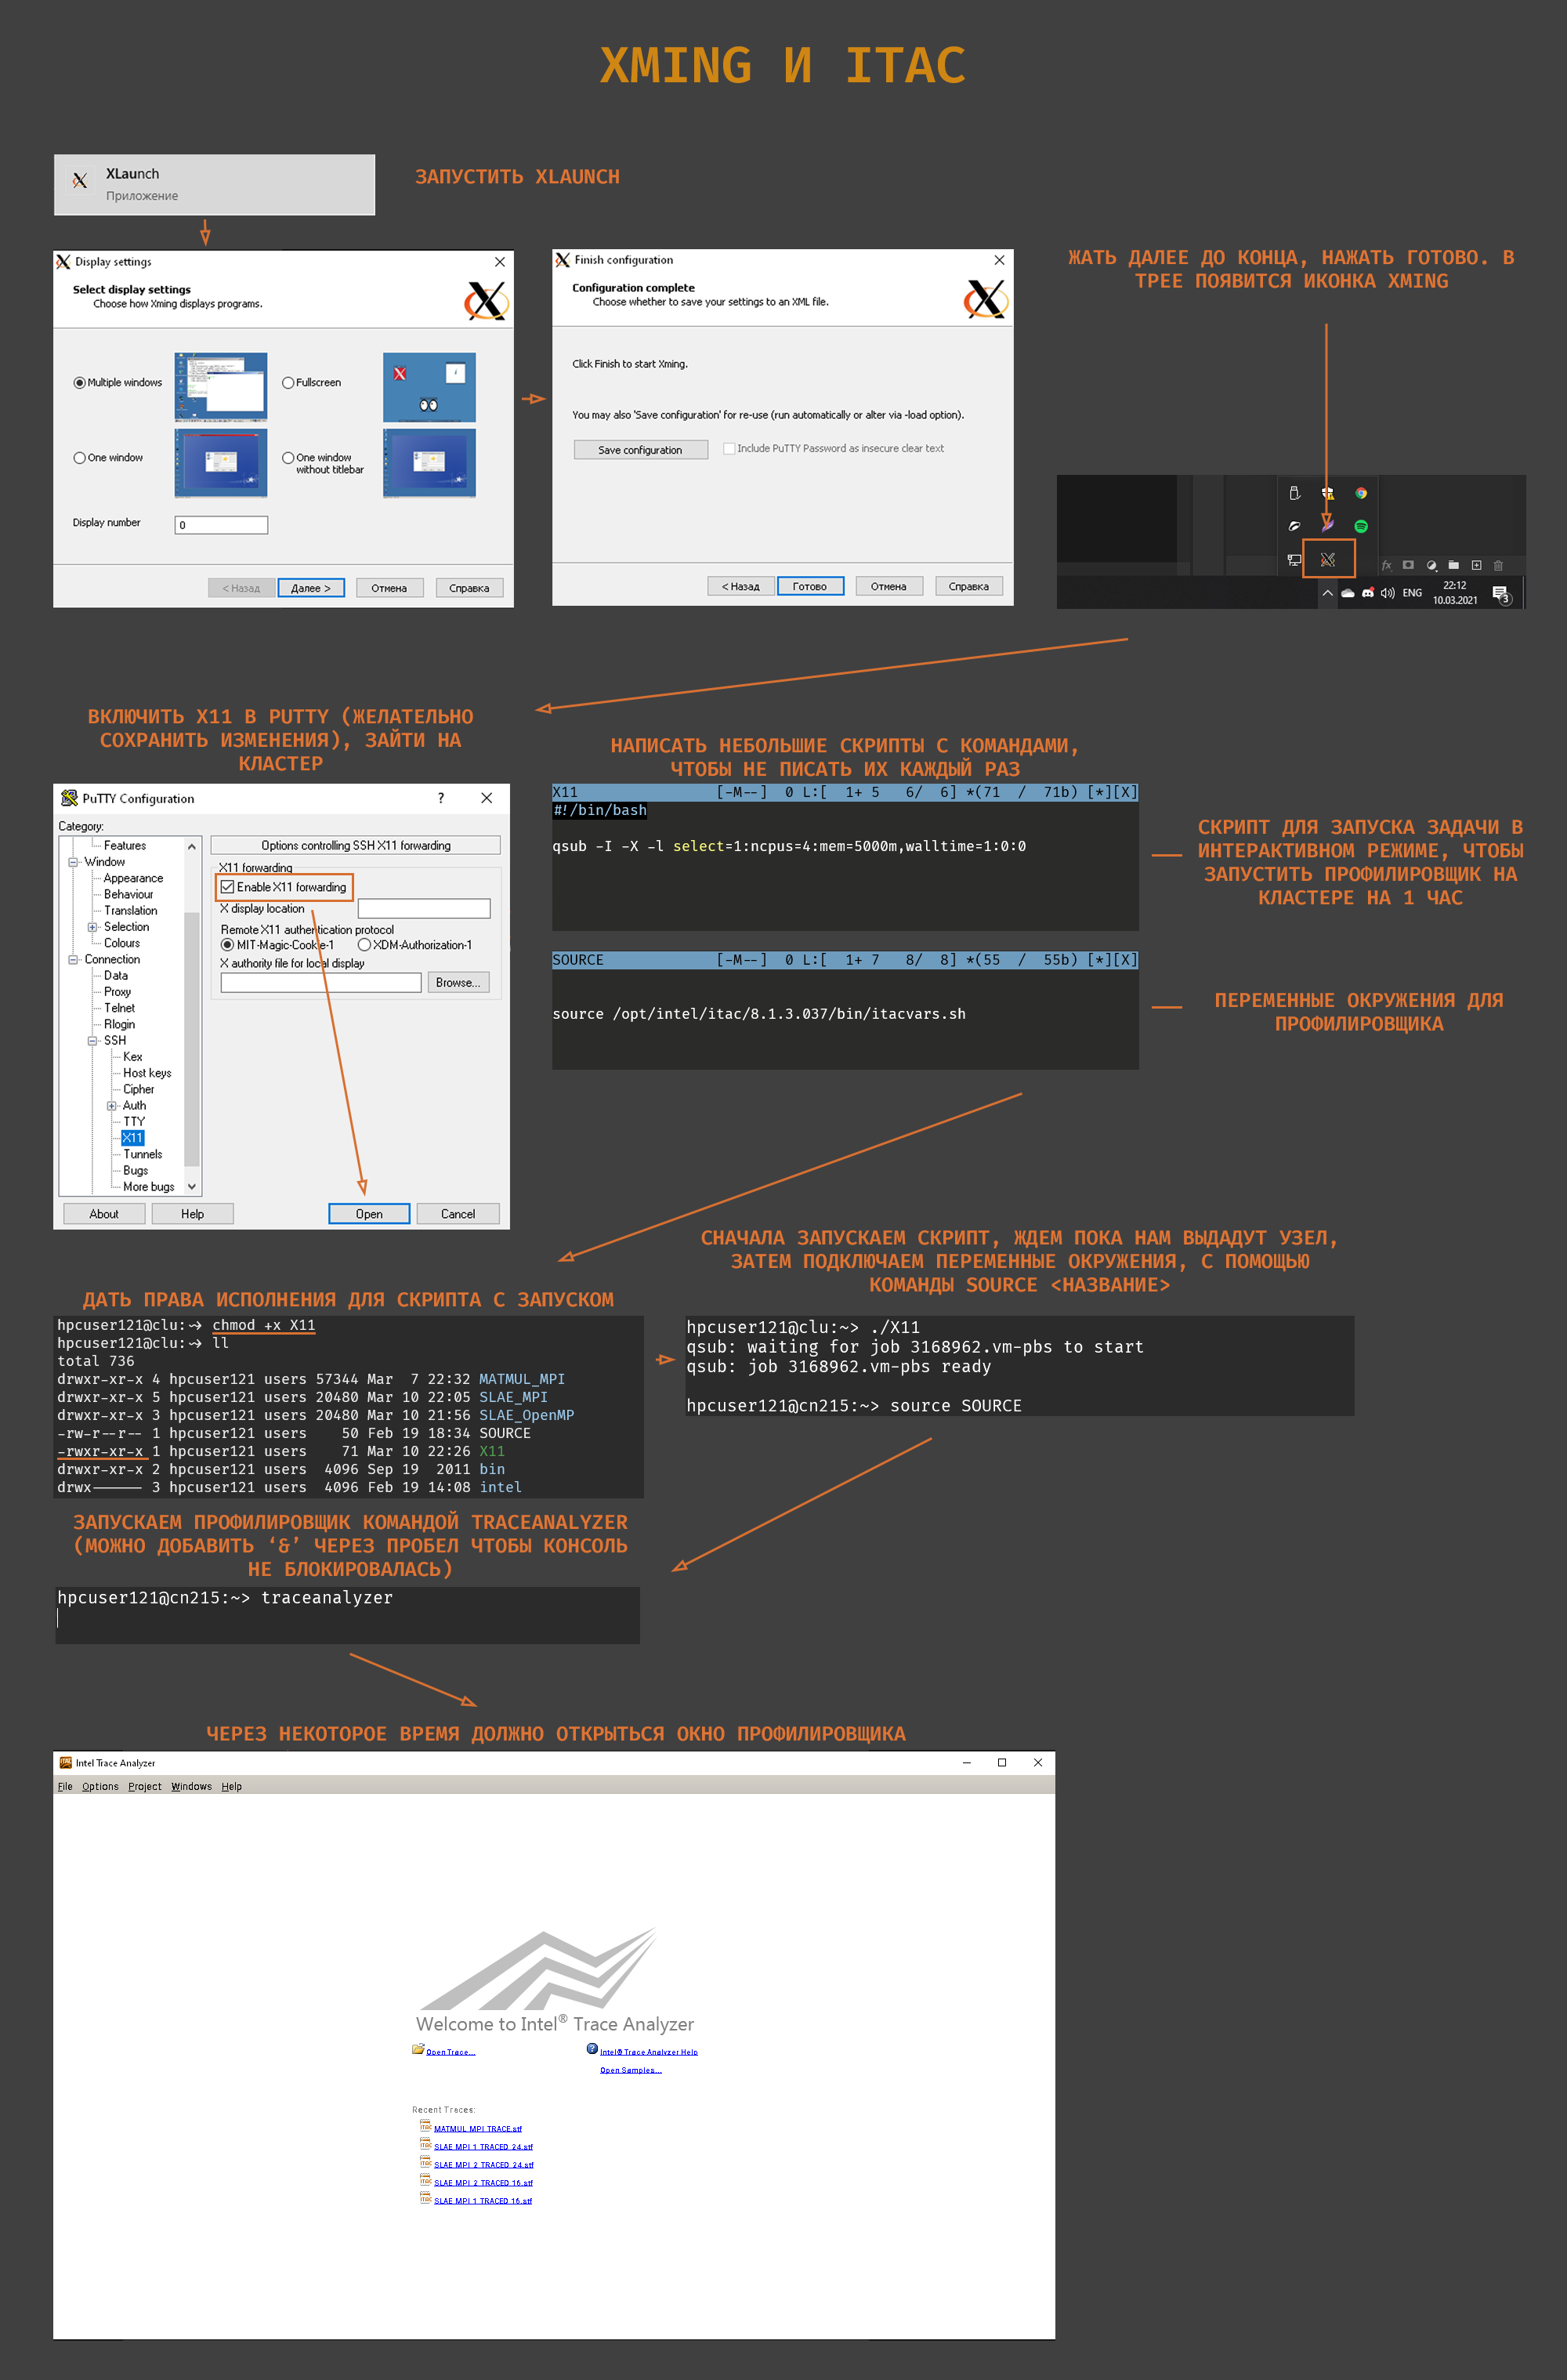 XMING И ITAC
XLaunch
Приложение
ЗАПУСТИТЬ XLAUNCH
Display settings
Select display settings
Choose how Xming displays programs.
Multiple windows
Fullscreen
One window
One window
without titlebar
Display number
0
< Назад
Далее >
Отмена
Справка
Finish configuration
Configuration complete
Choose whether to save your settings to an XML file.
Click Finish to start Xming.
You may also 'Save configuration' for re-use (run automatically or alter via -load option).
Save configuration
Include PuTTY Password as insecure clear text
< Назад
Готово
Отмена
Справка
ЖАТЬ ДАЛЕЕ ДО КОНЦА, НАЖАТЬ ГОТОВО. В
ТРЕЕ ПОЯВИТСЯ ИКОНКА XMING
fx
ENG
22:12
10.03.2021
3
ВКЛЮЧИТЬ X11 В PUTTY (ЖЕЛАТЕЛЬНО
СОХРАНИТЬ ИЗМЕНЕНИЯ), ЗАЙТИ НА
КЛАСТЕР
PuTTY Configuration
?
Category:
Features
Window
Appearance
Behaviour
Translation
Selection
Colours
Connection
Data
Proxy
Telnet
Rlogin
SSH
Kex
Host keys
Cipher
Auth
TTY
X11
Tunnels
Bugs
More bugs
Options controlling SSH X11 forwarding
X11 forwarding
Enable X11 forwarding
X display location
Remote X11 authentication protocol
MIT-Magic-Cookie-1
XDM-Authorization-1
X authority file for local display
Browse...
About
Help
Open
Cancel
НАПИСАТЬ НЕБОЛЬШИЕ СКРИПТЫ С КОМАНДАМИ,
ЧТОБЫ НЕ ПИСАТЬ ИХ КАЖДЫЙ РАЗ
X11 [-M--] 0 L:[ 1+ 5 6/ 6] *(71 / 71b) [*][X]
#!/bin/bash
qsub -I -X -l select=1:ncpus=4:mem=5000m,walltime=1:0:0
СКРИПТ ДЛЯ ЗАПУСКА ЗАДАЧИ В
ИНТЕРАКТИВНОМ РЕЖИМЕ, ЧТОБЫ
ЗАПУСТИТЬ ПРОФИЛИРОВЩИК НА
КЛАСТЕРЕ НА 1 ЧАС
SOURCE [-M--] 0 L:[ 1+ 7 8/ 8] *(55 / 55b) [*][X]
source /opt/intel/itac/8.1.3.037/bin/itacvars.sh
ПЕРЕМЕННЫЕ ОКРУЖЕНИЯ ДЛЯ
ПРОФИЛИРОВЩИКА
ДАТЬ ПРАВА ИСПОЛНЕНИЯ ДЛЯ СКРИПТА С ЗАПУСКОМ
hpcuser121@clu:~> chmod +x X11
hpcuser121@clu:~> ll
total 736
drwxr-xr-x 4 hpcuser121 users 57344 Mar 7 22:32 MATMUL_MPI
drwxr-xr-x 5 hpcuser121 users 20480 Mar 10 22:05 SLAE_MPI
drwxr-xr-x 3 hpcuser121 users 20480 Mar 10 21:56 SLAE_OpenMP
-rw-r--r-- 1 hpcuser121 users 50 Feb 19 18:34 SOURCE
-rwxr-xr-x 1 hpcuser121 users 71 Mar 10 22:26 X11
drwxr-xr-x 2 hpcuser121 users 4096 Sep 19 2011 bin
drwx------ 3 hpcuser121 users 4096 Feb 19 14:08 intel
СНАЧАЛА ЗАПУСКАЕМ СКРИПТ, ЖДЕМ ПОКА НАМ ВЫДАДУТ УЗЕЛ,
ЗАТЕМ ПОДКЛЮЧАЕМ ПЕРЕМЕННЫЕ ОКРУЖЕНИЯ, С ПОМОЩЬЮ
КОМАНДЫ SOURCE <НАЗВАНИЕ>
hpcuser121@clu:~> ./X11
qsub: waiting for job 3168962.vm-pbs to start
qsub: job 3168962.vm-pbs ready
hpcuser121@cn215:~> source SOURCE
ЗАПУСКАЕМ ПРОФИЛИРОВЩИК КОМАНДОЙ TRACEANALYZER
(МОЖНО ДОБАВИТЬ ‘&’ ЧЕРЕЗ ПРОБЕЛ ЧТОБЫ КОНСОЛЬ
НЕ БЛОКИРОВАЛАСЬ)
hpcuser121@cn215:~> traceanalyzer
ЧЕРЕЗ НЕКОТОРОЕ ВРЕМЯ ДОЛЖНО ОТКРЫТЬСЯ ОКНО ПРОФИЛИРОВЩИКА
Intel Trace Analyzer
File Options Project Windows Help
Welcome to Intel® Trace Analyzer
Open Trace...
Intel® Trace Analyzer Help
Open Samples...
Recent Traces:
MATMUL_MPI_TRACE.stf
SLAE_MPI_1_TRACED_24.stf
SLAE_MPI_2_TRACED_24.stf
SLAE_MPI_2_TRACED_16.stf
SLAE_MPI_1_TRACED_16.stf